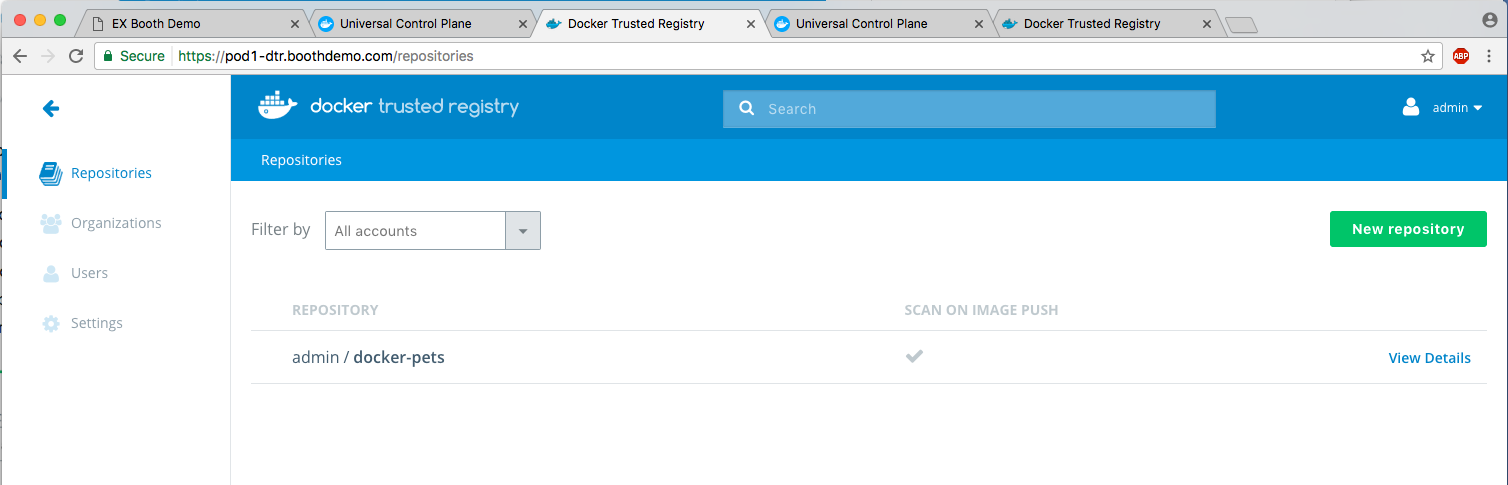 EX Booth Demo
Universal Control Plane
Docker Trusted Registry
Universal Control Plane
Docker Trusted Registry
Secure https://pod1-dtr.boothdemo.com/repositories
ABP
docker trusted registry
Search
admin
Repositories
Repositories
Organizations
Users
Settings
Filter by All accounts
New repository
REPOSITORY SCAN ON IMAGE PUSH
admin / docker-pets View Details